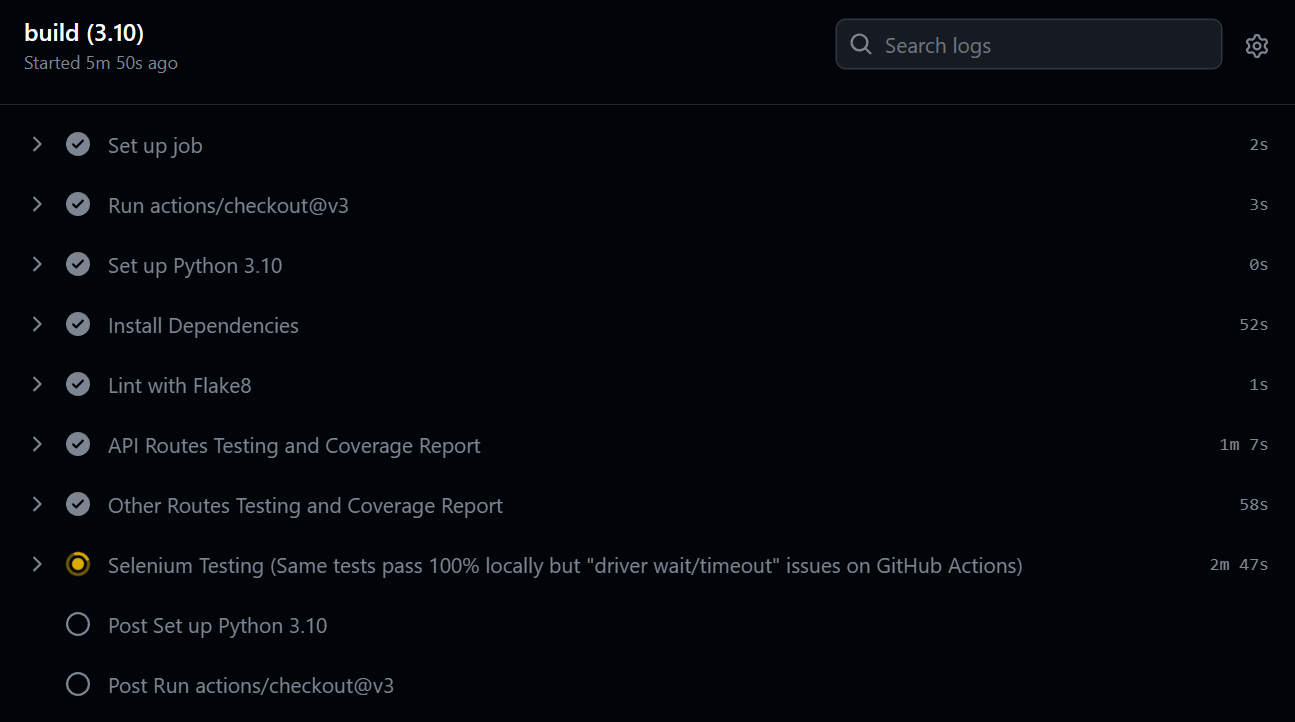 build (3.10)
Started 5m 50s ago
Search logs
Set up job 2s
Run actions/checkout@v3 3s
Set up Python 3.10 0s
Install Dependencies 52s
Lint with Flake8 1s
API Routes Testing and Coverage Report 1m 7s
Other Routes Testing and Coverage Report 58s
Selenium Testing (Same tests pass 100% locally but "driver wait/timeout" issues on GitHub Actions) 2m 47s
Post Set up Python 3.10
Post Run actions/checkout@v3